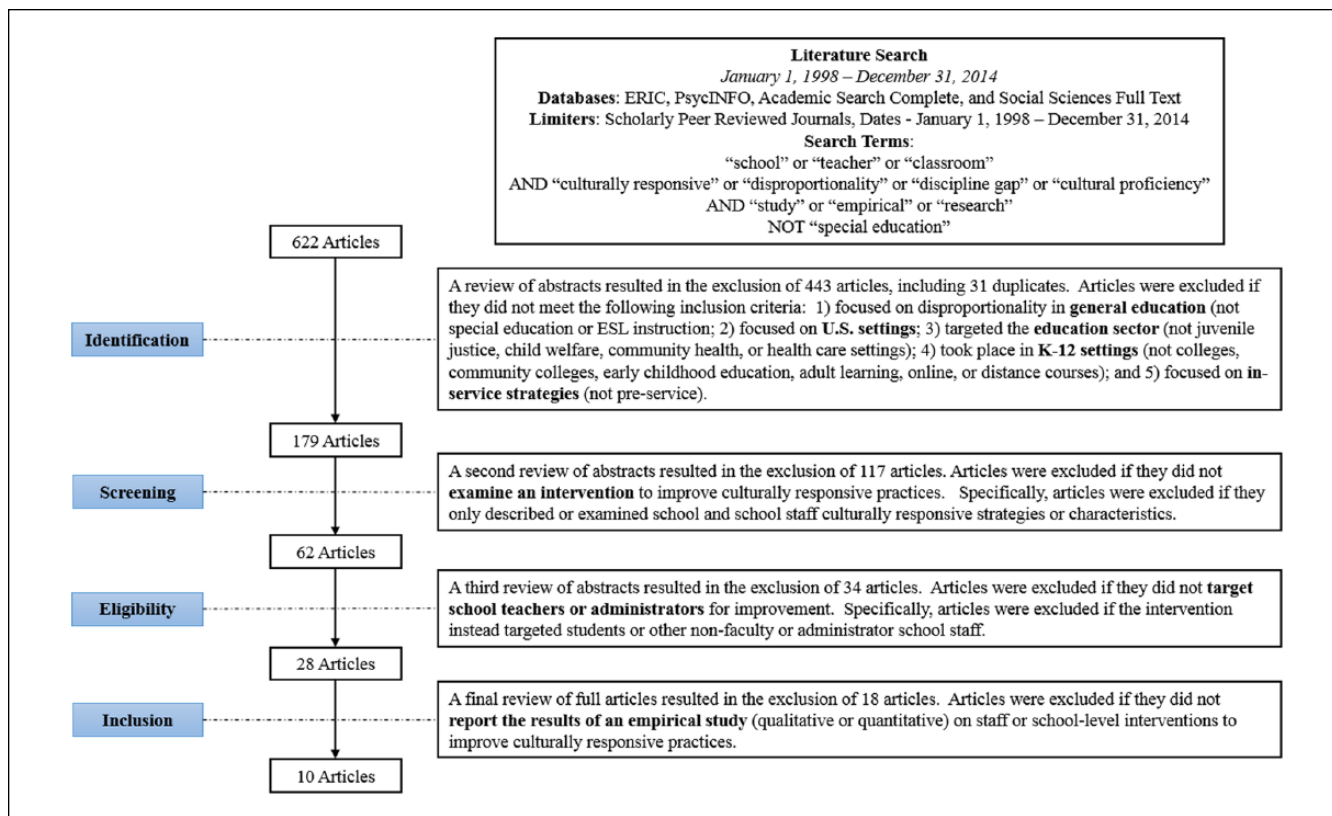 Literature Search
January 1, 1998 – December 31, 2014
Databases: ERIC, PsycINFO, Academic Search Complete, and Social Sciences Full Text
Limiters: Scholarly Peer Reviewed Journals, Dates - January 1, 1998 – December 31, 2014
Search Terms:
“school” or “teacher” or “classroom”
AND “culturally responsive” or “disproportionality” or “discipline gap” or “cultural proficiency”
AND “study” or “empirical” or “research”
NOT “special education”
622 Articles
Identification
A review of abstracts resulted in the exclusion of 443 articles, including 31 duplicates. Articles were excluded if
they did not meet the following inclusion criteria: 1) focused on disproportionality in general education (not
special education or ESL instruction; 2) focused on U.S. settings; 3) targeted the education sector (not juvenile
justice, child welfare, community health, or health care settings); 4) took place in K-12 settings (not colleges,
community colleges, early childhood education, adult learning, online, or distance courses); and 5) focused on in-
service strategies (not pre-service).
179 Articles
Screening
A second review of abstracts resulted in the exclusion of 117 articles. Articles were excluded if they did not
examine an intervention to improve culturally responsive practices. Specifically, articles were excluded if they
only described or examined school and school staff culturally responsive strategies or characteristics.
62 Articles
Eligibility
A third review of abstracts resulted in the exclusion of 34 articles. Articles were excluded if they did not target
school teachers or administrators for improvement. Specifically, articles were excluded if the intervention
instead targeted students or other non-faculty or administrator school staff.
28 Articles
Inclusion
A final review of full articles resulted in the exclusion of 18 articles. Articles were excluded if they did not
report the results of an empirical study (qualitative or quantitative) on staff or school-level interventions to
improve culturally responsive practices.
10 Articles